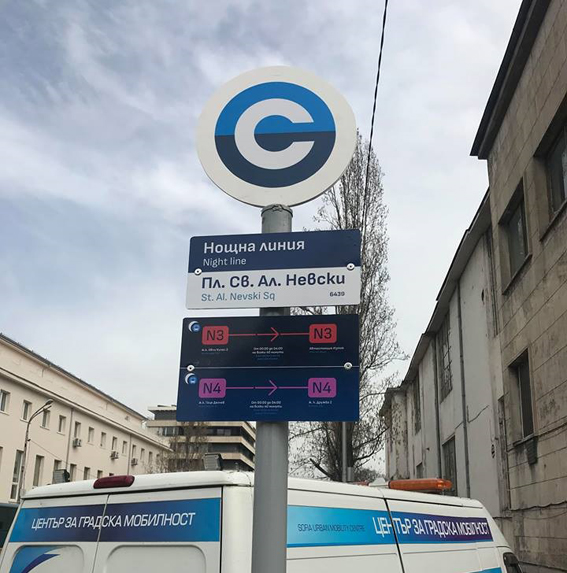 Нощна линия
Night line
Пл. Св. Ал. Невски
St. Al. Nevski Sq
6439
N3 N3
N4 N4
ЦЕНТЪР ЗА ГРАДСКА МОБИЛНОСТ
SOFIA URBAN MOBILITY CENTRE
ЦЕНТЪР ЗА ГРАДСКА МОБИЛНОСТ